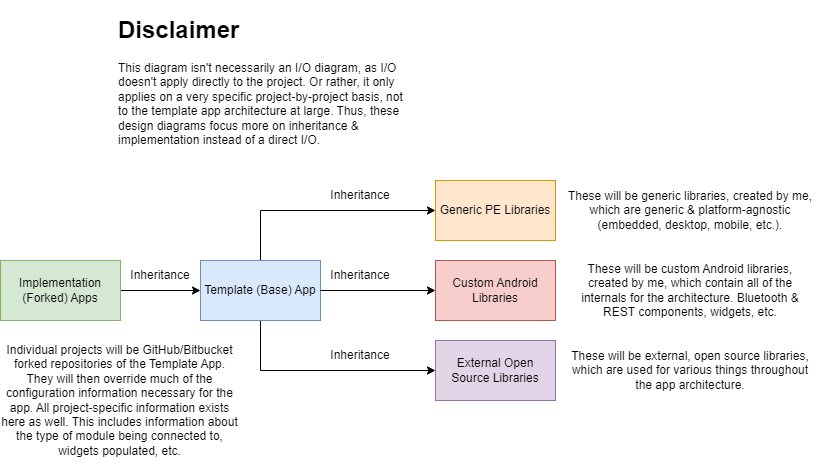 Disclaimer
This diagram isn't necessarily an I/O diagram, as I/O
doesn't apply directly to the project. Or rather, it only
applies on a very specific project-by-project basis, not
to the template app architecture at large. Thus, these
design diagrams focus more on inheritance &
implementation instead of a direct I/O.
Inheritance
Generic PE Libraries
These will be generic libraries, created by me,
which are generic & platform-agnostic
(embedded, desktop, mobile, etc.).
Implementation
(Forked) Apps
Inheritance
Template (Base) App
Inheritance
Custom Android
Libraries
These will be custom Android libraries,
created by me, which contain all of the
internals for the architecture. Bluetooth &
REST components, widgets, etc.
Inheritance
External Open
Source Libraries
These will be external, open source libraries,
which are used for various things throughout
the app architecture.
Individual projects will be GitHub/Bitbucket
forked repositories of the Template App.
They will then override much of the
configuration information necessary for the
app. All project-specific information exists
here as well. This includes information about
the type of module being connected to,
widgets populated, etc.